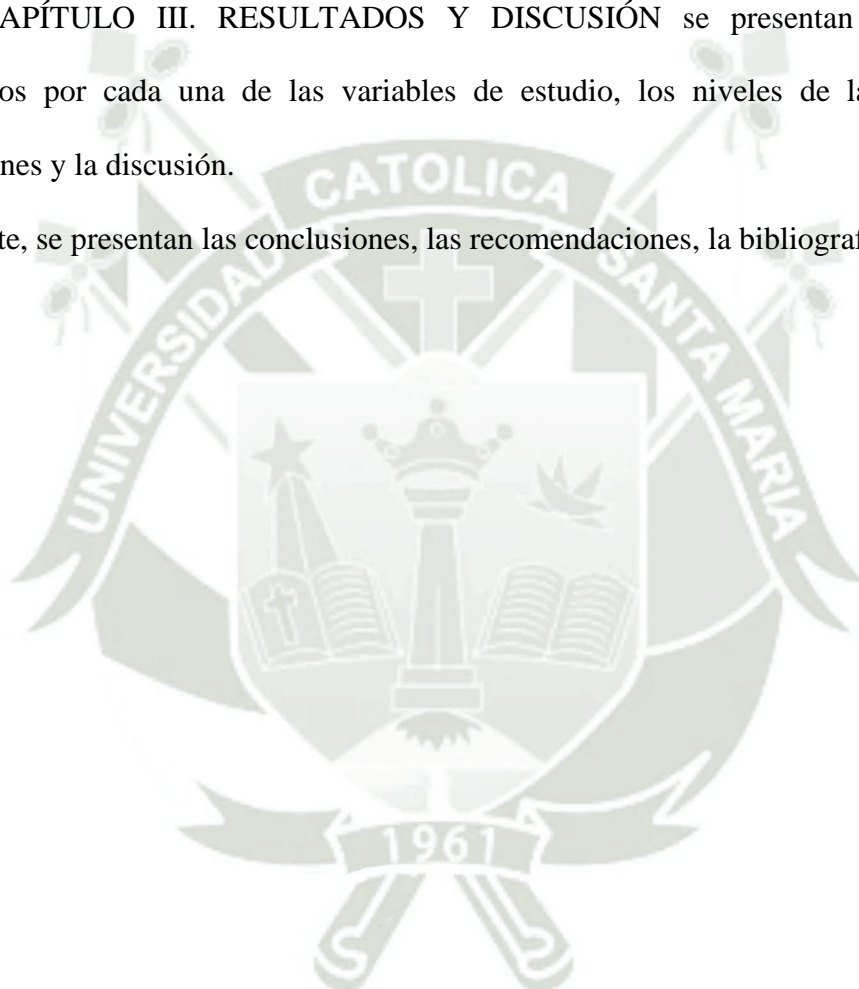 APÍTULO III. RESULTADOS Y DISCUSIÓN se presentan
os por cada una de las variables de estudio, los niveles de la
nes y la discusión.
te, se presentan las conclusiones, las recomendaciones, la bibliograf
UNIVERSIDAD CATOLICA SANTA MARIA
1961